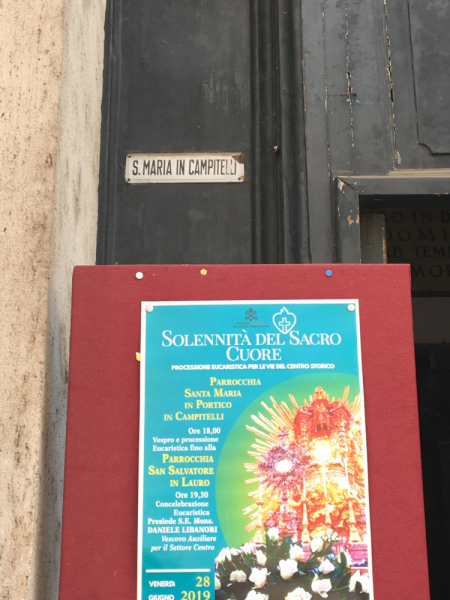 S. MARIA IN CAMPITELLI
SOLENNITÀ DEL SACRO
CUORE
PROCESSIONE EUCARISTICA PER LE VIE DEL CENTRO STORICO
PARROCCHIA
SANTA MARIA
IN PORTICO
IN CAMPITELLI
Ore 18,00
Vespro e processione
Eucaristica fino alla
PARROCCHIA
SAN SALVATORE
IN LAURO
Ore 19,30
Concelebrazione
Eucaristica
Presiede S.E. Mons.
DANIELE LIBANORI
Vescovo Ausiliare
per il Settore Centro
VENERDÌ 28
GIUGNO 2019